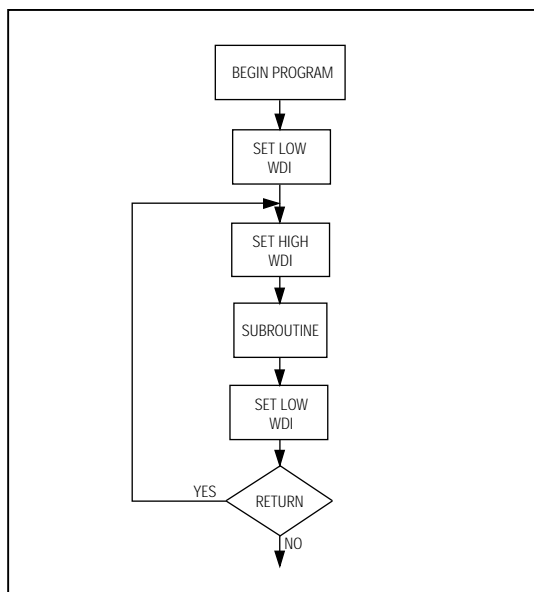 BEGIN PROGRAM
SET LOW
WDI
SET HIGH
WDI
SUBROUTINE
SET LOW
WDI
YES
RETURN
NO